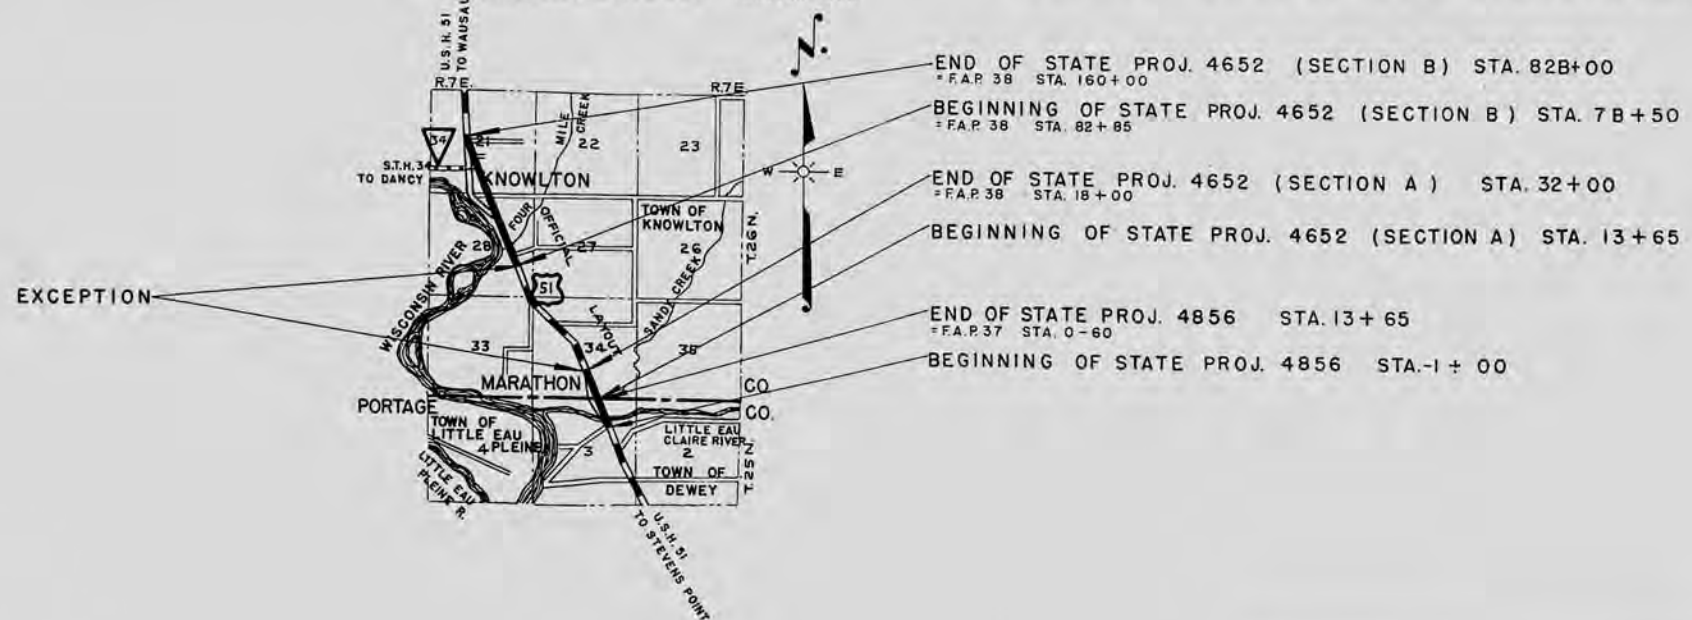 U.S.H. 51
TO WAUSAU
R.7E.
R.7E.
N.
34
21
MILE
CREEK
22
23
S.T.H. 34
TO DANCY
KNOWLTON
FOUR
OFFICIAL
TOWN OF
KNOWLTON
28
27
26
T.26N.
W
E
WISCONSIN RIVER
51
LAYOUT
SANDY CREEK
33
34
35
MARATHON
CO.
PORTAGE
CO.
TOWN OF
LITTLE EAU
PLEINE
4
3
LITTLE EAU
CLAIRE RIVER
2
TOWN OF
DEWEY
T.25N.
LITTLE EAU
PLEINE R.
U.S.H. 51
TO STEVENS POINT
EXCEPTION
END OF STATE PROJ. 4652 (SECTION B) STA. 82B+00
= F.A.P. 38 STA. 160+00
BEGINNING OF STATE PROJ. 4652 (SECTION B) STA. 7B+50
= F.A.P. 38 STA. 82+85
END OF STATE PROJ. 4652 (SECTION A) STA. 32+00
= F.A.P. 38 STA. 18+00
BEGINNING OF STATE PROJ. 4652 (SECTION A) STA. 13+65
END OF STATE PROJ. 4856 STA. 13+65
= F.A.P. 37 STA. 0-60
BEGINNING OF STATE PROJ. 4856 STA.-1+00